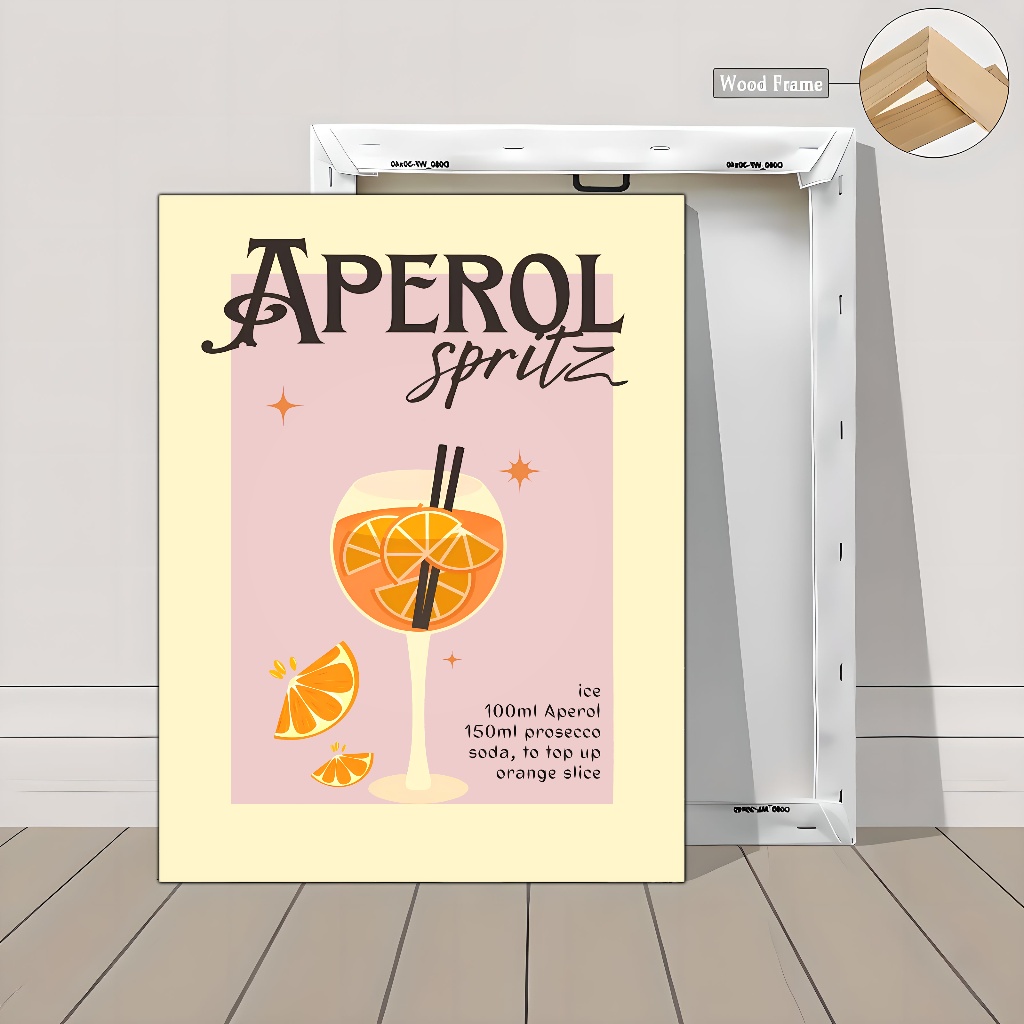 Wood Frame
APEROL
spritz
ice
100ml Aperol
150ml prosecco
soda, to top up
orange slice